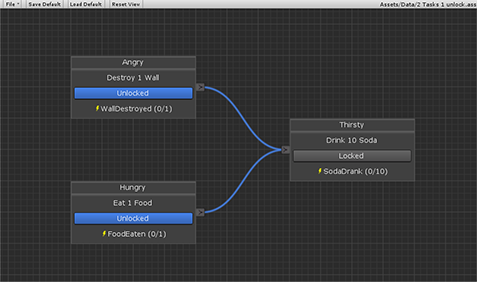 File Save Default Load Default Reset View Assets/Data/2 Tasks 1 unlock.ass
Angry
Destroy 1 Wall
Unlocked
WallDestroyed (0/1)
Thirsty
Drink 10 Soda
Locked
SodaDrank (0/10)
Hungry
Eat 1 Food
Unlocked
FoodEaten (0/1)